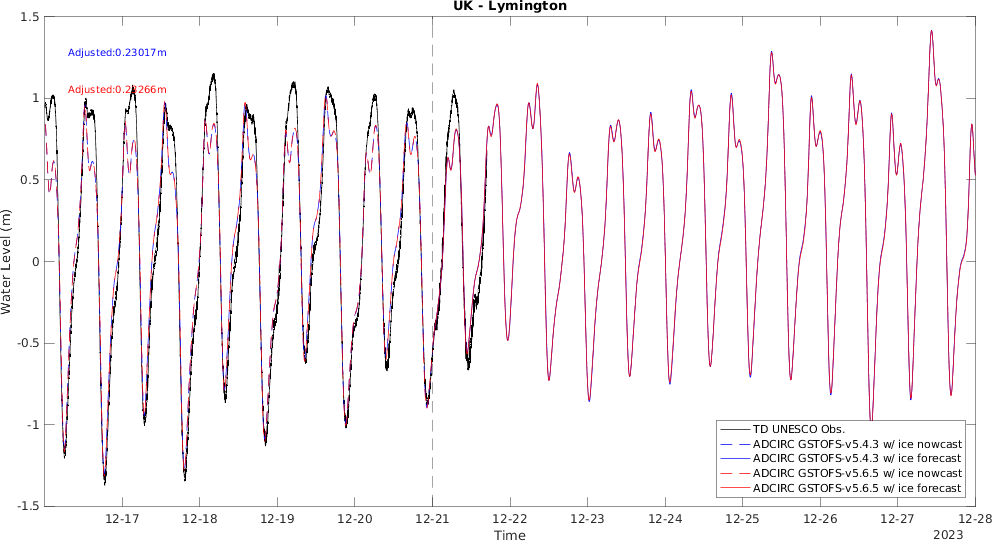 UK - Lymington
1.5
1
0.5
0
-0.5
-1
-1.5
Water Level (m)
Adjusted:0.23017m
Adjusted:0.23266m
12-17
12-18
12-19
12-20
12-21
12-22
12-23
12-24
12-25
12-26
12-27
12-28
Time
2023
TD UNESCO Obs.
ADCIRC GSTOFS-v5.4.3 w/ ice nowcast
ADCIRC GSTOFS-v5.4.3 w/ ice forecast
ADCIRC GSTOFS-v5.6.5 w/ ice nowcast
ADCIRC GSTOFS-v5.6.5 w/ ice forecast